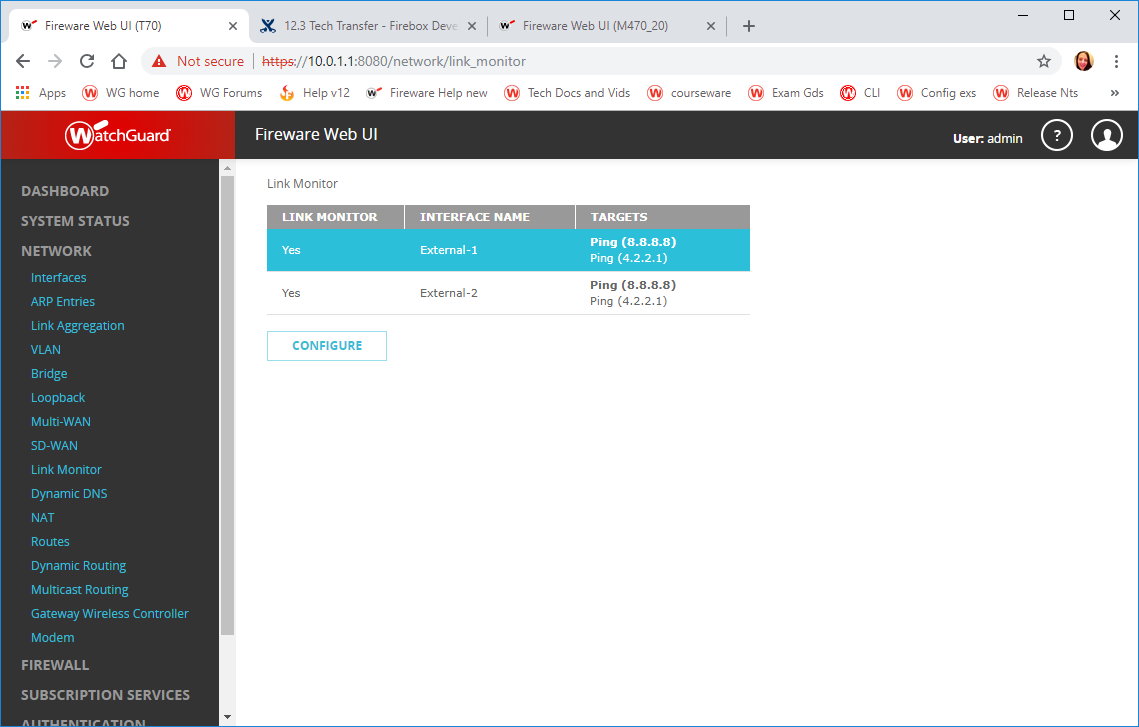 Fireware Web UI (T70)
12.3 Tech Transfer - Firebox Deve
Fireware Web UI (M470_20)
Not secure | https://10.0.1.1:8080/network/link_monitor
Apps WG home WG Forums Help v12 Fireware Help new Tech Docs and Vids courseware Exam Gds CLI Config exs Release Nts »
WatchGuard
Fireware Web UI
User: admin
?
DASHBOARD
SYSTEM STATUS
NETWORK
Interfaces
ARP Entries
Link Aggregation
VLAN
Bridge
Loopback
Multi-WAN
SD-WAN
Link Monitor
Dynamic DNS
NAT
Routes
Dynamic Routing
Multicast Routing
Gateway Wireless Controller
Modem
FIREWALL
SUBSCRIPTION SERVICES
AUTHENTICATION
Link Monitor
LINK MONITOR INTERFACE NAME TARGETS
Yes External-1 Ping (8.8.8.8)
Ping (4.2.2.1)
Yes External-2 Ping (8.8.8.8)
Ping (4.2.2.1)
CONFIGURE